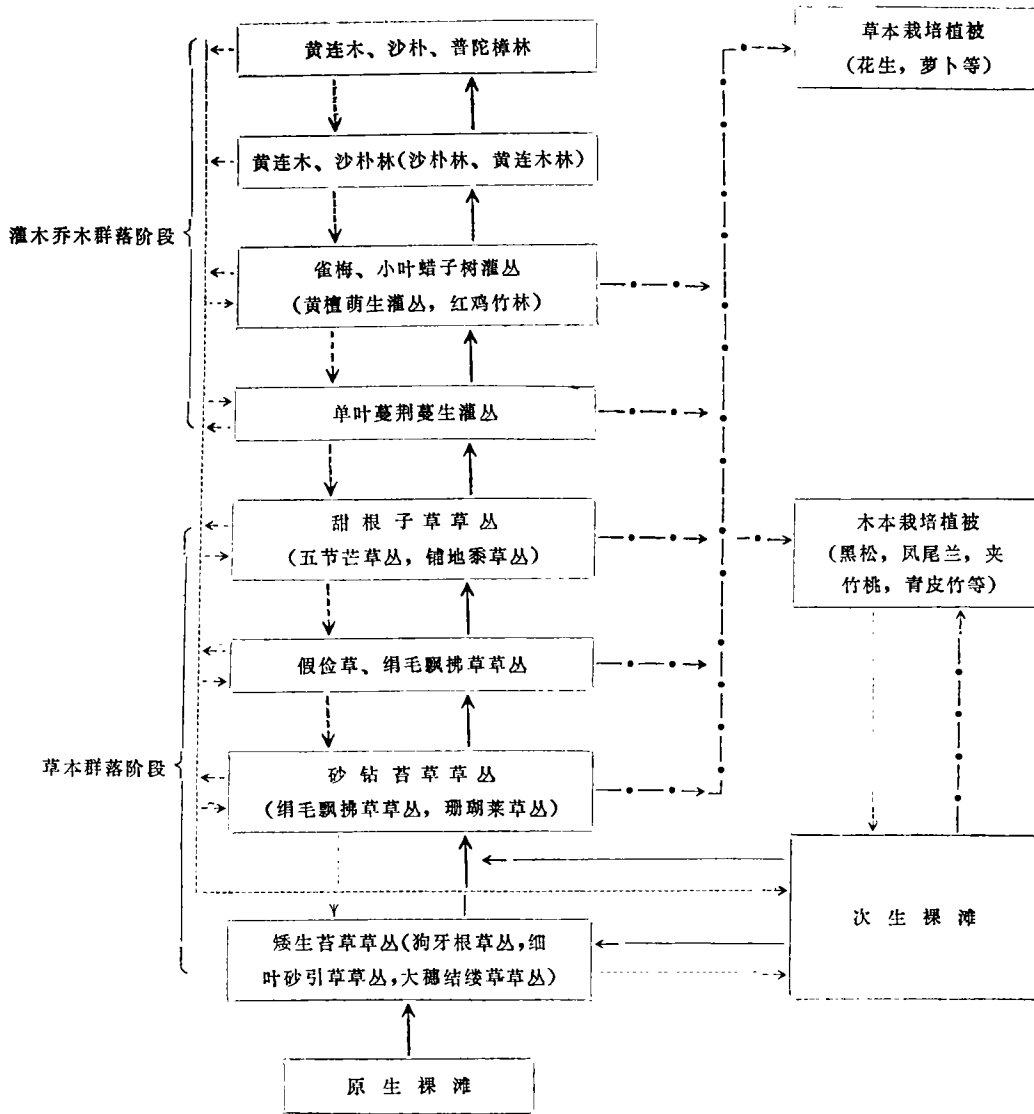 黄连木、沙朴、普陀樟林
草本栽培植被
(花生，萝卜等)
黄连木、沙朴林(沙朴林、黄连木林)
灌木乔木群落阶段
雀梅、小叶蜡子树灌丛
(黄檀萌生灌丛，红鸡竹林)
单叶蔓荆蔓生灌丛
甜根子草草丛
(五节芒草丛，铺地黍草丛)
木本栽培植被
(黑松，凤尾兰，夹
竹桃，青皮竹等)
假俭草、绢毛飘拂草草丛
草本群落阶段
砂钻苔草草丛
(绢毛飘拂草草丛，珊瑚菜草丛)
次生裸滩
矮生苔草草丛(狗牙根草丛，细
叶砂引草草丛，大穗结缕草草丛)
原生裸滩